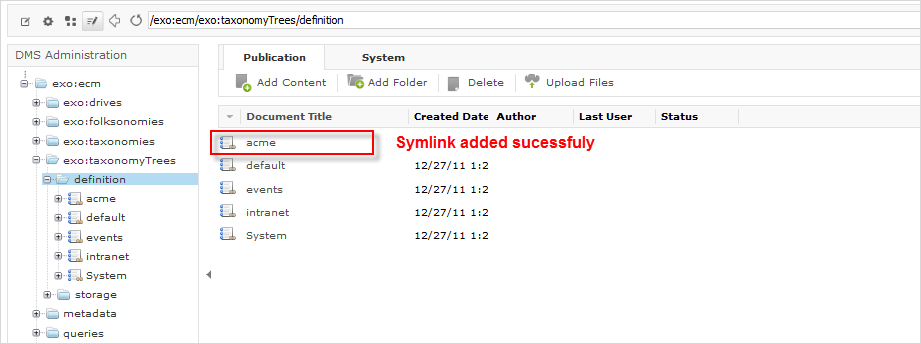 /exo:ecm/exo:taxonomyTrees/definition
DMS Administration
exo:ecm
exo:drives
exo:folksonomies
exo:taxonomies
exo:taxonomyTrees
definition
acme
default
events
intranet
System
storage
metadata
queries
Publication System
Add Content Add Folder Delete Upload Files
Document Title Created Date Author Last User Status
acme Symlink added sucessfuly
default 12/27/11 1:2
events 12/27/11 1:2
intranet 12/27/11 1:2
System 12/27/11 1:2